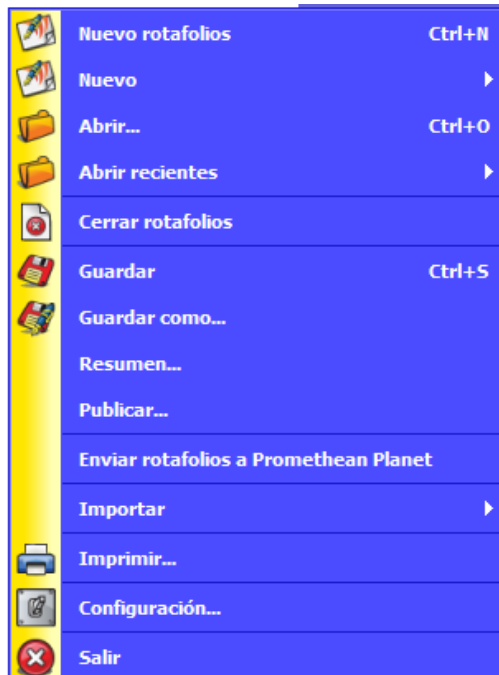 Nuevo rotafolios Ctrl+N
Nuevo
Abrir... Ctrl+O
Abrir recientes
Cerrar rotafolios
Guardar Ctrl+S
Guardar como...
Resumen...
Publicar...
Enviar rotafolios a Promethean Planet
Importar
Imprimir...
Configuración...
Salir